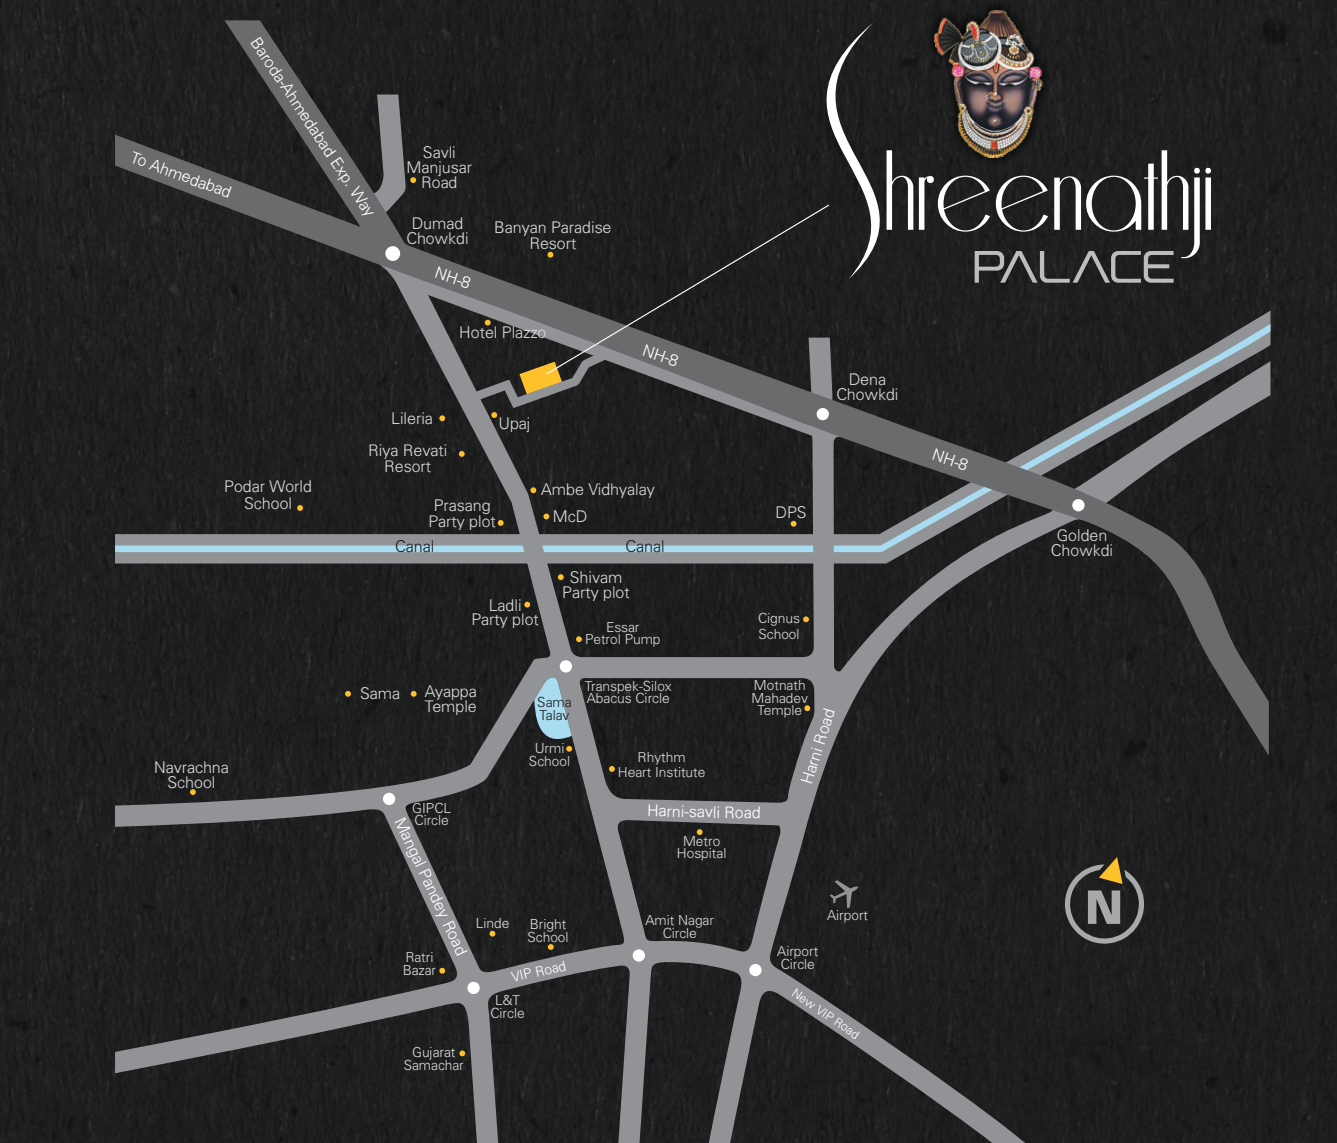 Baroda-Ahmedabad Exp. Way
To Ahmedabad
Savli
Manjusar
Road
Dumad
Chowkdi
Banyan Paradise
Resort
Shreenathji
PALACE
NH-8
Hotel Plazzo
NH-8
Dena
Chowkdi
Lileria
Upaj
Riya Revati
Resort
NH-8
Podar World
School
Ambe Vidhyalay
Prasang
Party plot
McD
DPS
Golden
Chowkdi
Canal
Canal
Shivam
Party plot
Ladli
Party plot
Essar
Petrol Pump
Cignus
School
Sama
Ayappa
Temple
Sama
Talav
Transpek-Silox
Abacus Circle
Motnath
Mahadev
Temple
Harni Road
Urmi
School
Rhythm
Heart Institute
Navrachna
School
GIPCL
Circle
Harni-savli Road
Metro
Hospital
Mangal Pandey Road
Airport
N
Linde
Bright
School
Amit Nagar
Circle
Ratri
Bazar
VIP Road
Airport
Circle
L&T
Circle
New VIP Road
Gujarat
Samachar